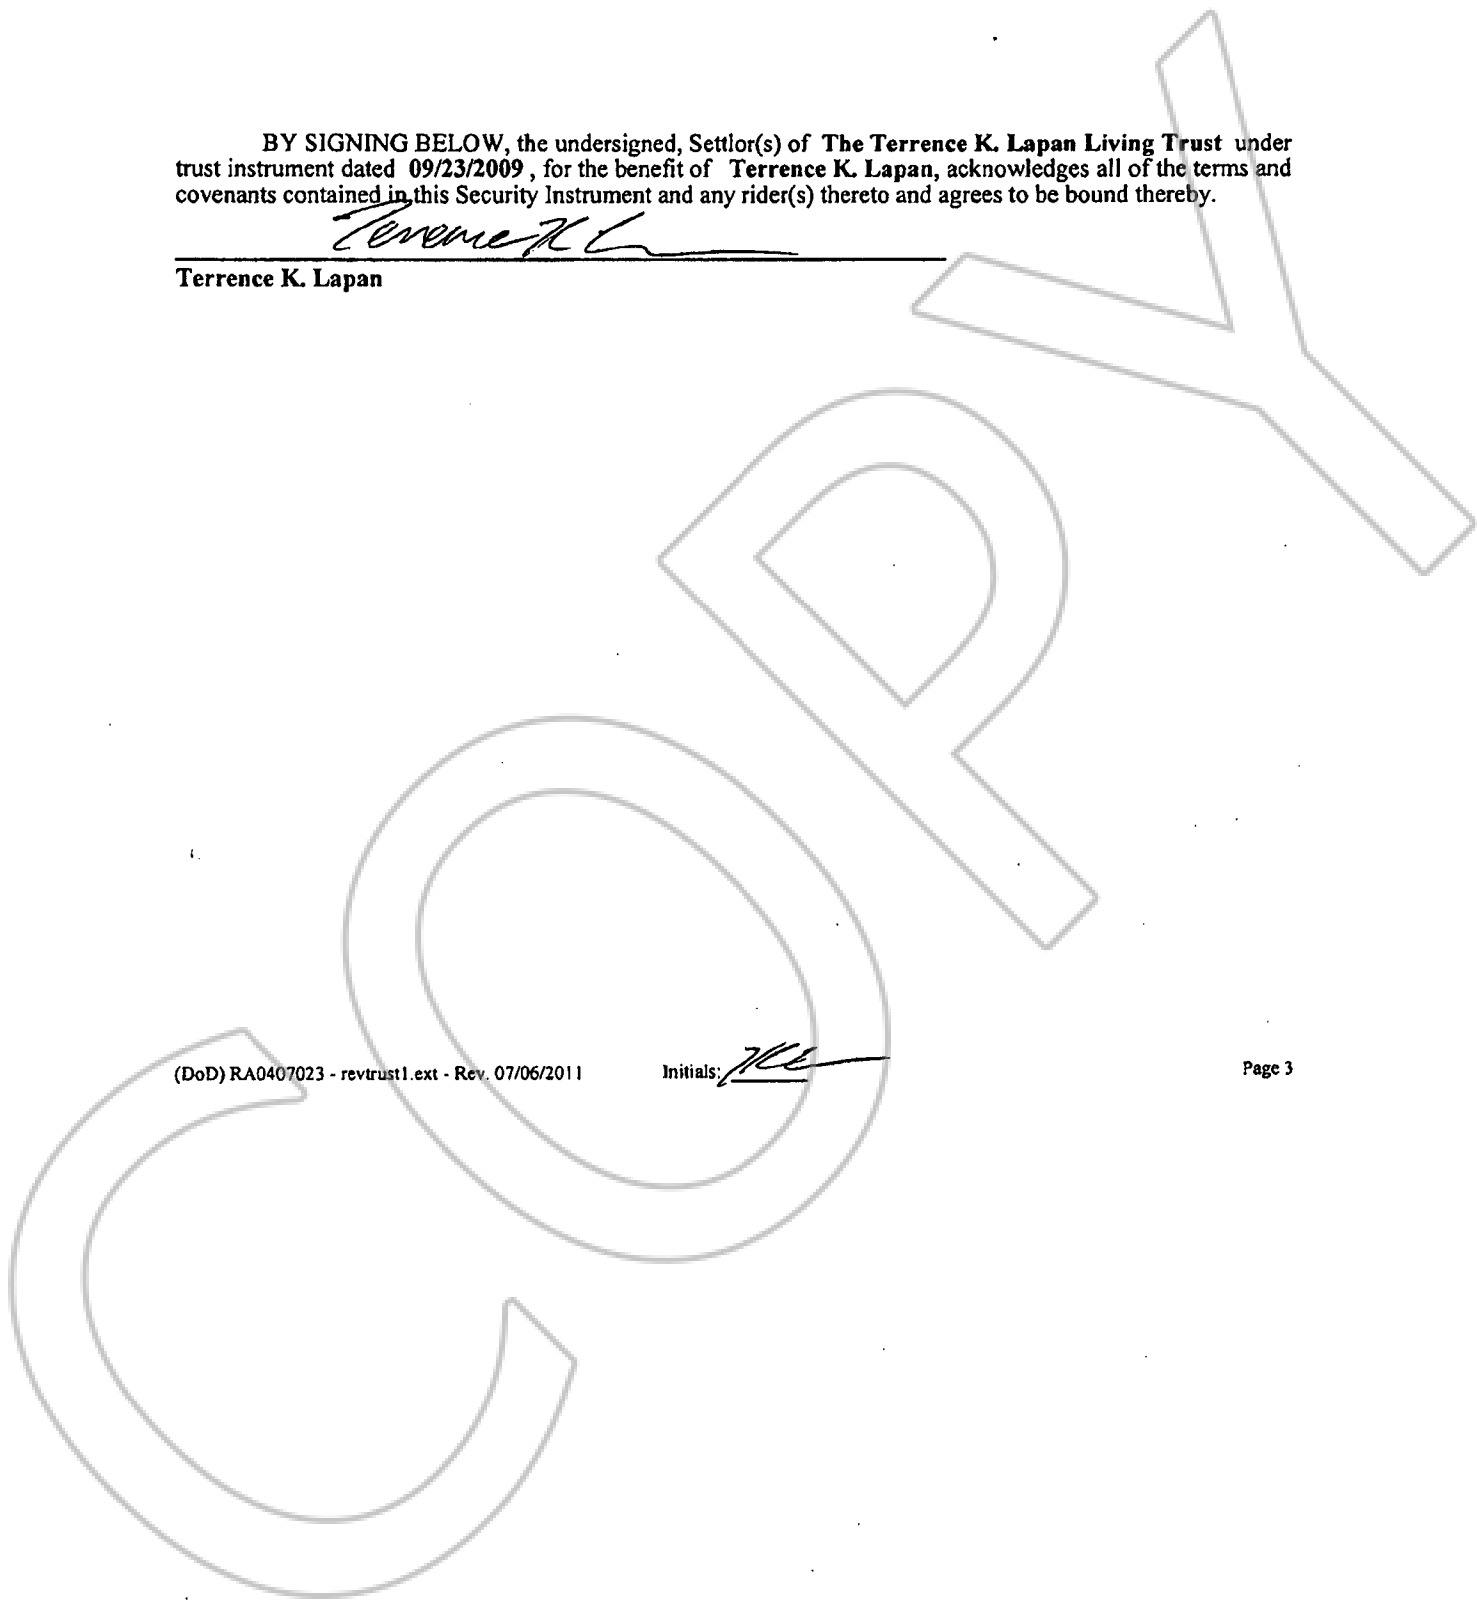 BY SIGNING BELOW, the undersigned, Settlor(s) of The Terrence K. Lapan Living Trust under
trust instrument dated 09/23/2009 , for the benefit of Terrence K. Lapan, acknowledges all of the terms and
covenants contained in this Security Instrument and any rider(s) thereto and agrees to be bound thereby.
Terrence K. Lapan
(DoD) RA0407023 - revtrust1.ext - Rev. 07/06/2011 Initials: Page 3
COPY